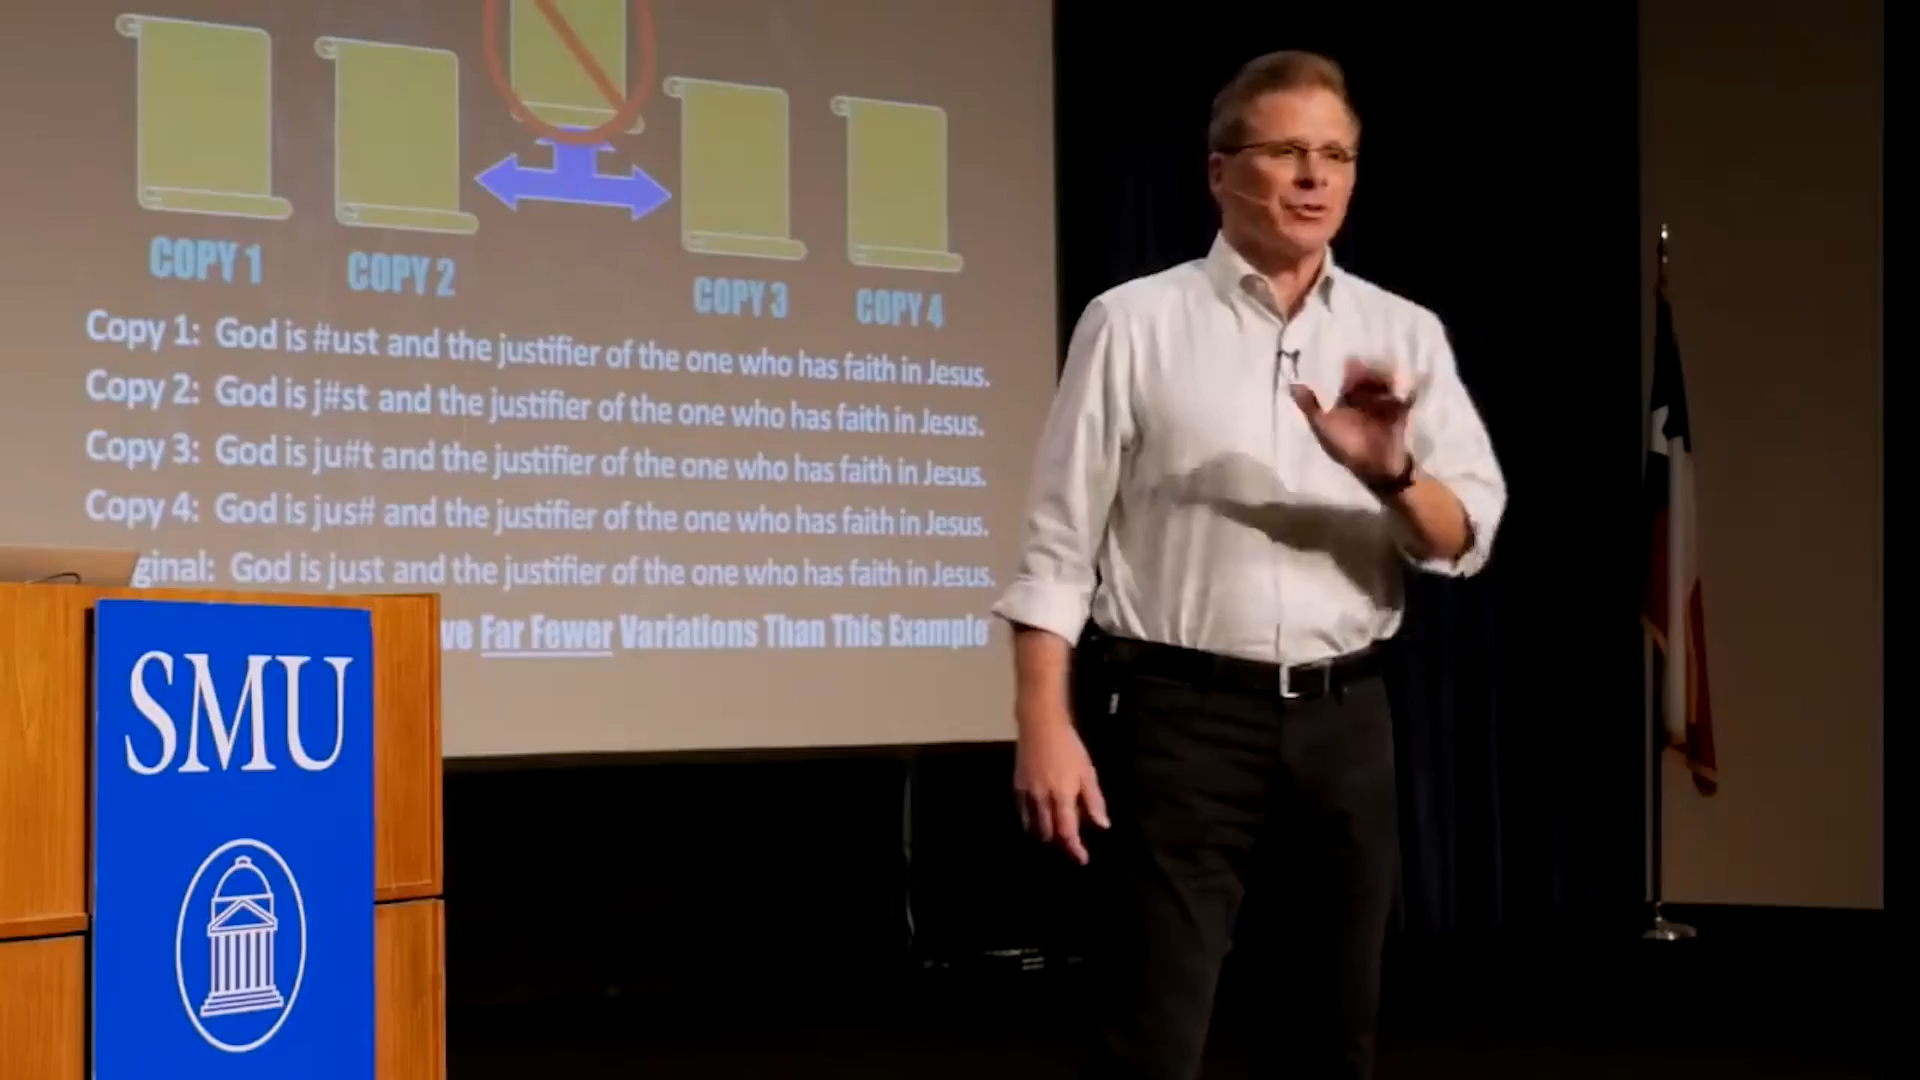 COPY 1
COPY 2
COPY 3
COPY 4
Copy 1: God is #ust and the justifier of the one who has faith in Jesus.
Copy 2: God is j#st and the justifier of the one who has faith in Jesus.
Copy 3: God is ju#t and the justifier of the one who has faith in Jesus.
Copy 4: God is jus# and the justifier of the one who has faith in Jesus.
ginal: God is just and the justifier of the one who has faith in Jesus.
ve Far Fewer Variations Than This Example
SMU